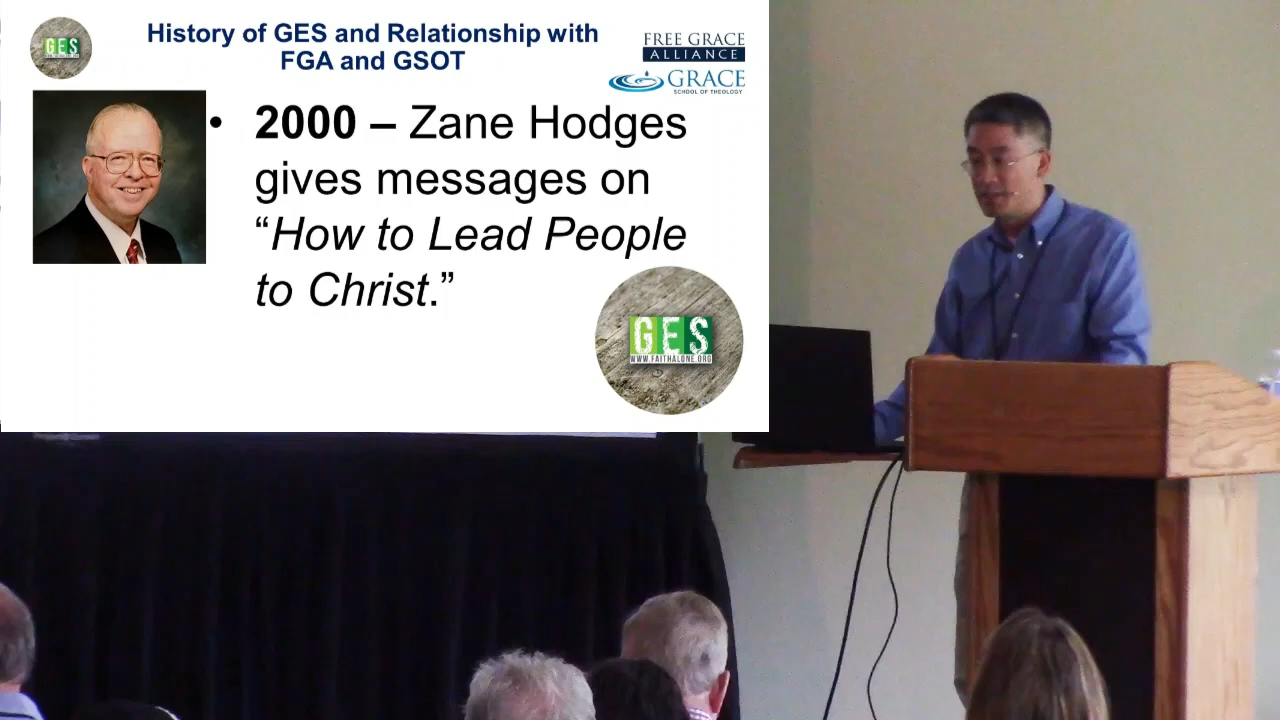 GES
History of GES and Relationship with
FGA and GSOT
FREE GRACE
ALLIANCE
GRACE
SCHOOL OF THEOLOGY
• 2000 – Zane Hodges
gives messages on
“How to Lead People
to Christ.”
GES
WWW.FAITHALONE.ORG